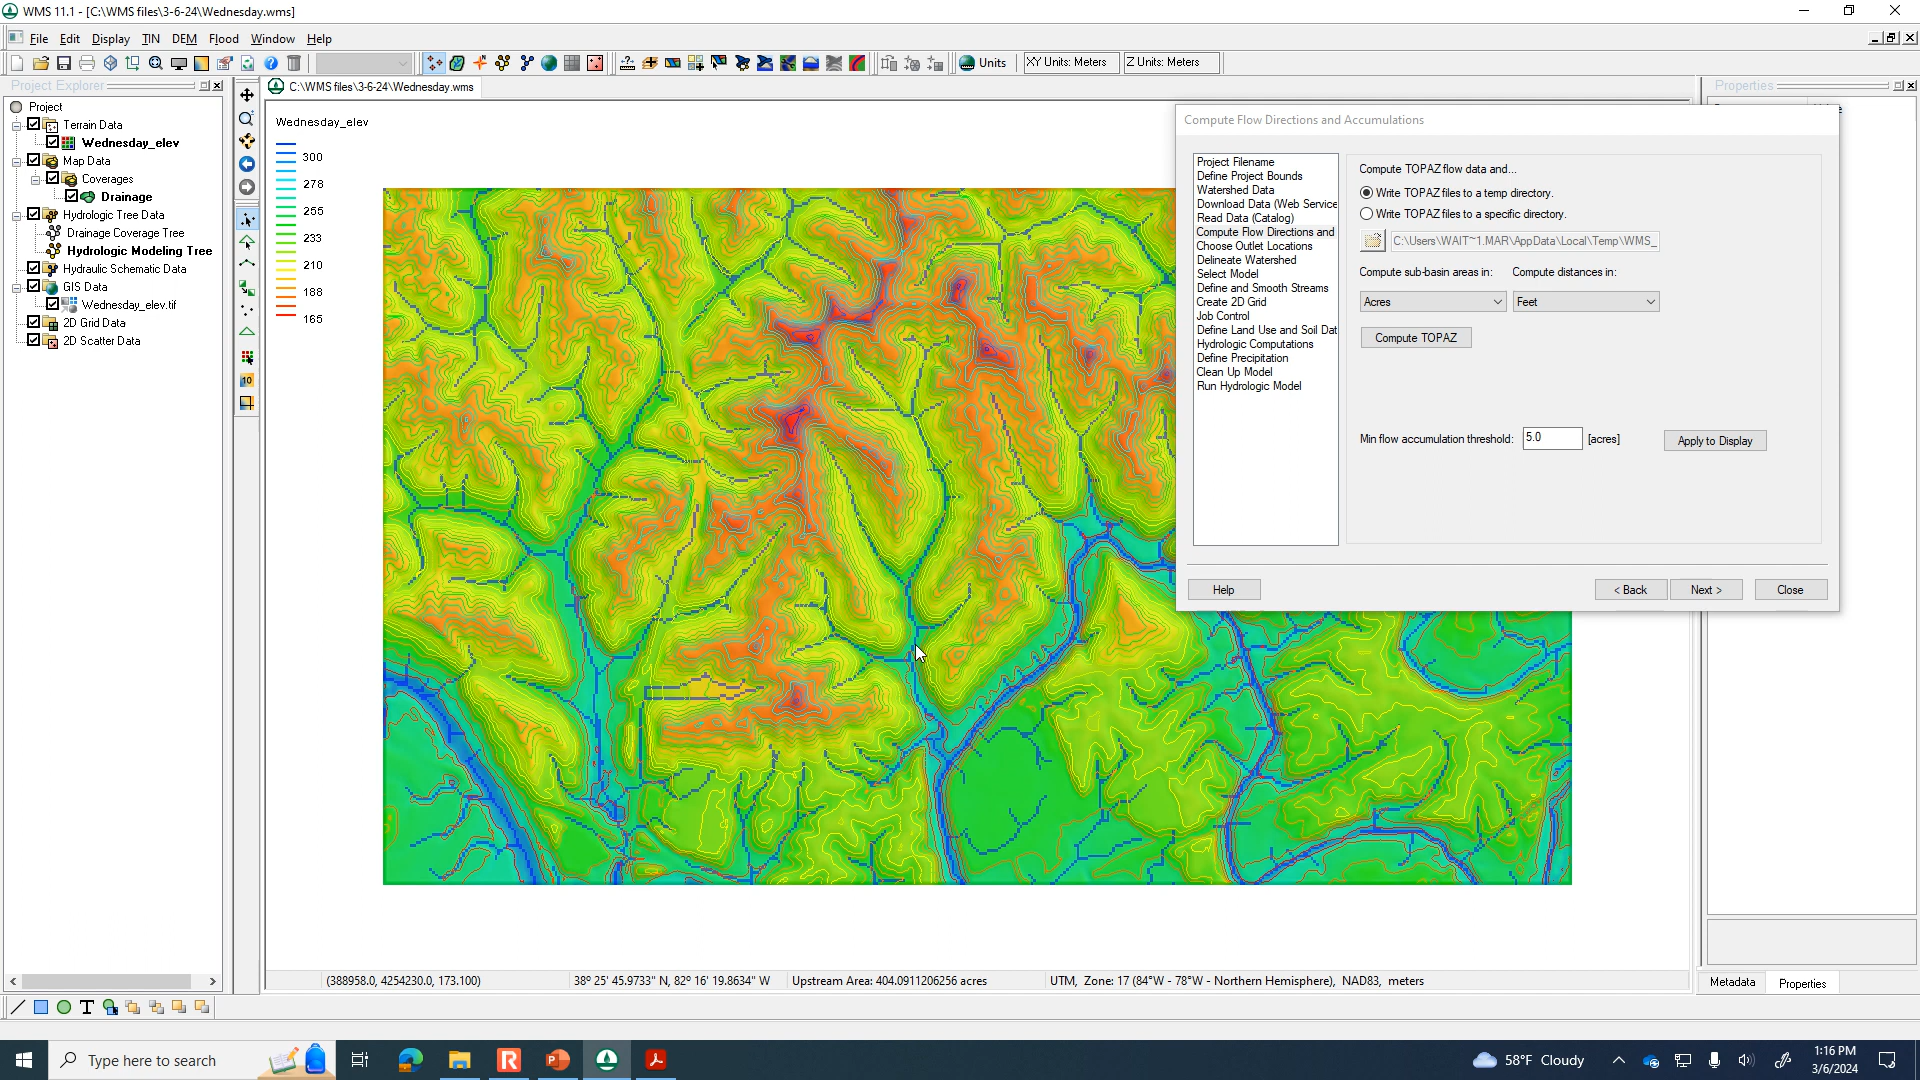 WMS 11.1 - [C:\WMS files\3-6-24\Wednesday.wms]
File Edit Display TIN DEM Flood Window Help
Units XY Units: Meters Z Units: Meters
Project Explorer
Project
Terrain Data
Wednesday_elev
Map Data
Coverages
Drainage
Hydrologic Tree Data
Drainage Coverage Tree
Hydrologic Modeling Tree
Hydraulic Schematic Data
GIS Data
Wednesday_elev.tif
2D Grid Data
2D Scatter Data
10
C:\WMS files\3-6-24\Wednesday.wms
Wednesday_elev
300
278
255
233
210
188
165
Properties
Compute Flow Directions and Accumulations
Project Filename
Define Project Bounds
Watershed Data
Download Data (Web Service
Read Data (Catalog)
Compute Flow Directions and
Choose Outlet Locations
Delineate Watershed
Select Model
Define and Smooth Streams
Create 2D Grid
Job Control
Define Land Use and Soil Dat
Hydrologic Computations
Define Precipitation
Clean Up Model
Run Hydrologic Model
Compute TOPAZ flow data and...
Write TOPAZ files to a temp directory.
Write TOPAZ files to a specific directory.
C:\Users\WAIT~1.MAR\AppData\Local\Temp\WMS_
Compute sub-basin areas in: Compute distances in:
Acres Feet
Compute TOPAZ
Min flow accumulation threshold: 5.0 [acres] Apply to Display
Help < Back Next > Close
(388958.0, 4254230.0, 173.100) 38° 25' 45.9733" N, 82° 16' 19.8634" W Upstream Area: 404.0911206256 acres UTM, Zone: 17 (84°W - 78°W - Northern Hemisphere), NAD83, meters
Metadata Properties
Type here to search
58°F Cloudy
1:16 PM
3/6/2024